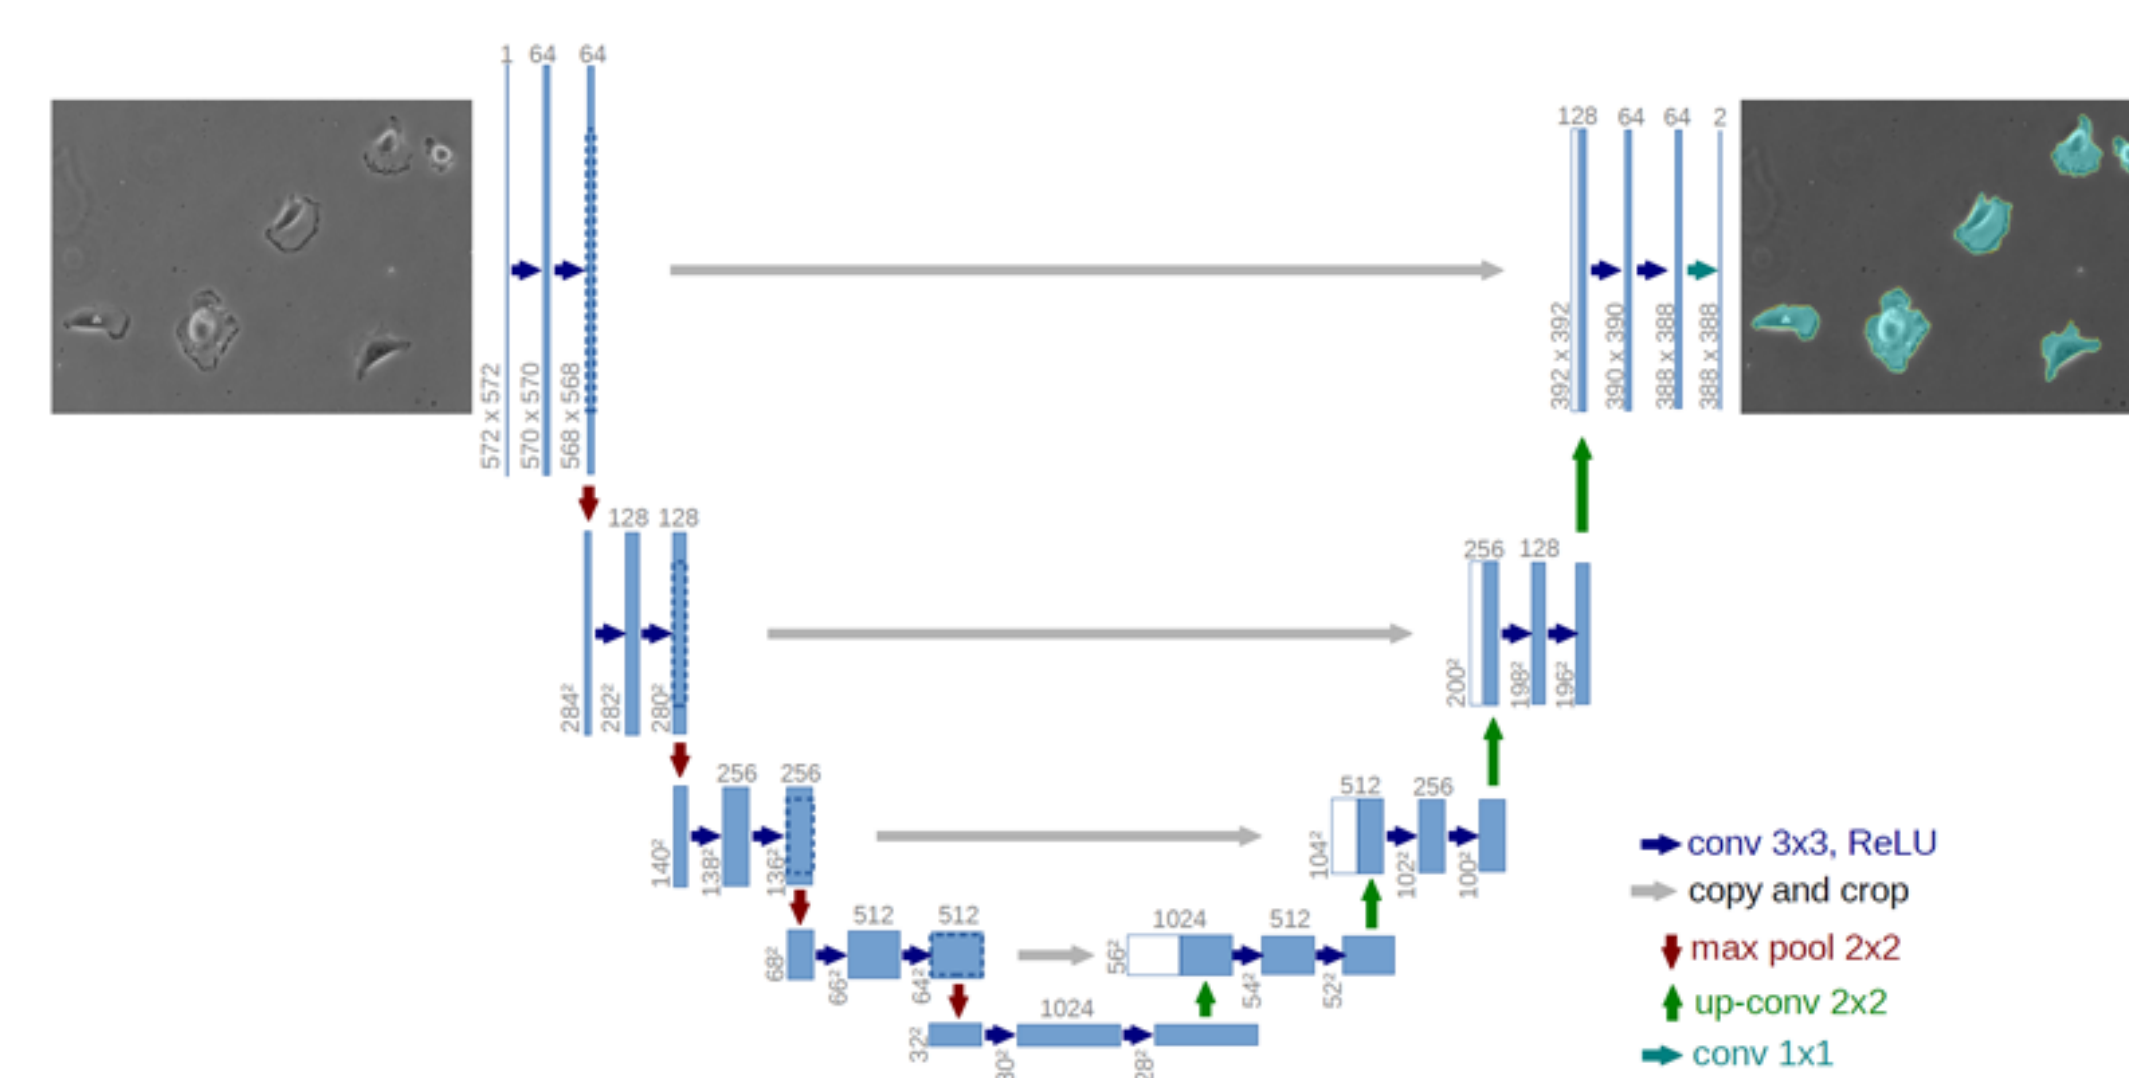 1 64 64
128 64 64 2
572 x 572
570 x 570
568 x 568
392 x 392
390 x 390
388 x 388
388 x 388
128 128
256 128
284²
282²
280²
200²
198²
196²
256 256
512 256
140²
138²
136²
104²
102²
100²
512 512
1024 512
68²
66²
64²
56²
54²
52²
1024
32²
conv 3x3, ReLU
copy and crop
max pool 2x2
up-conv 2x2
conv 1x1